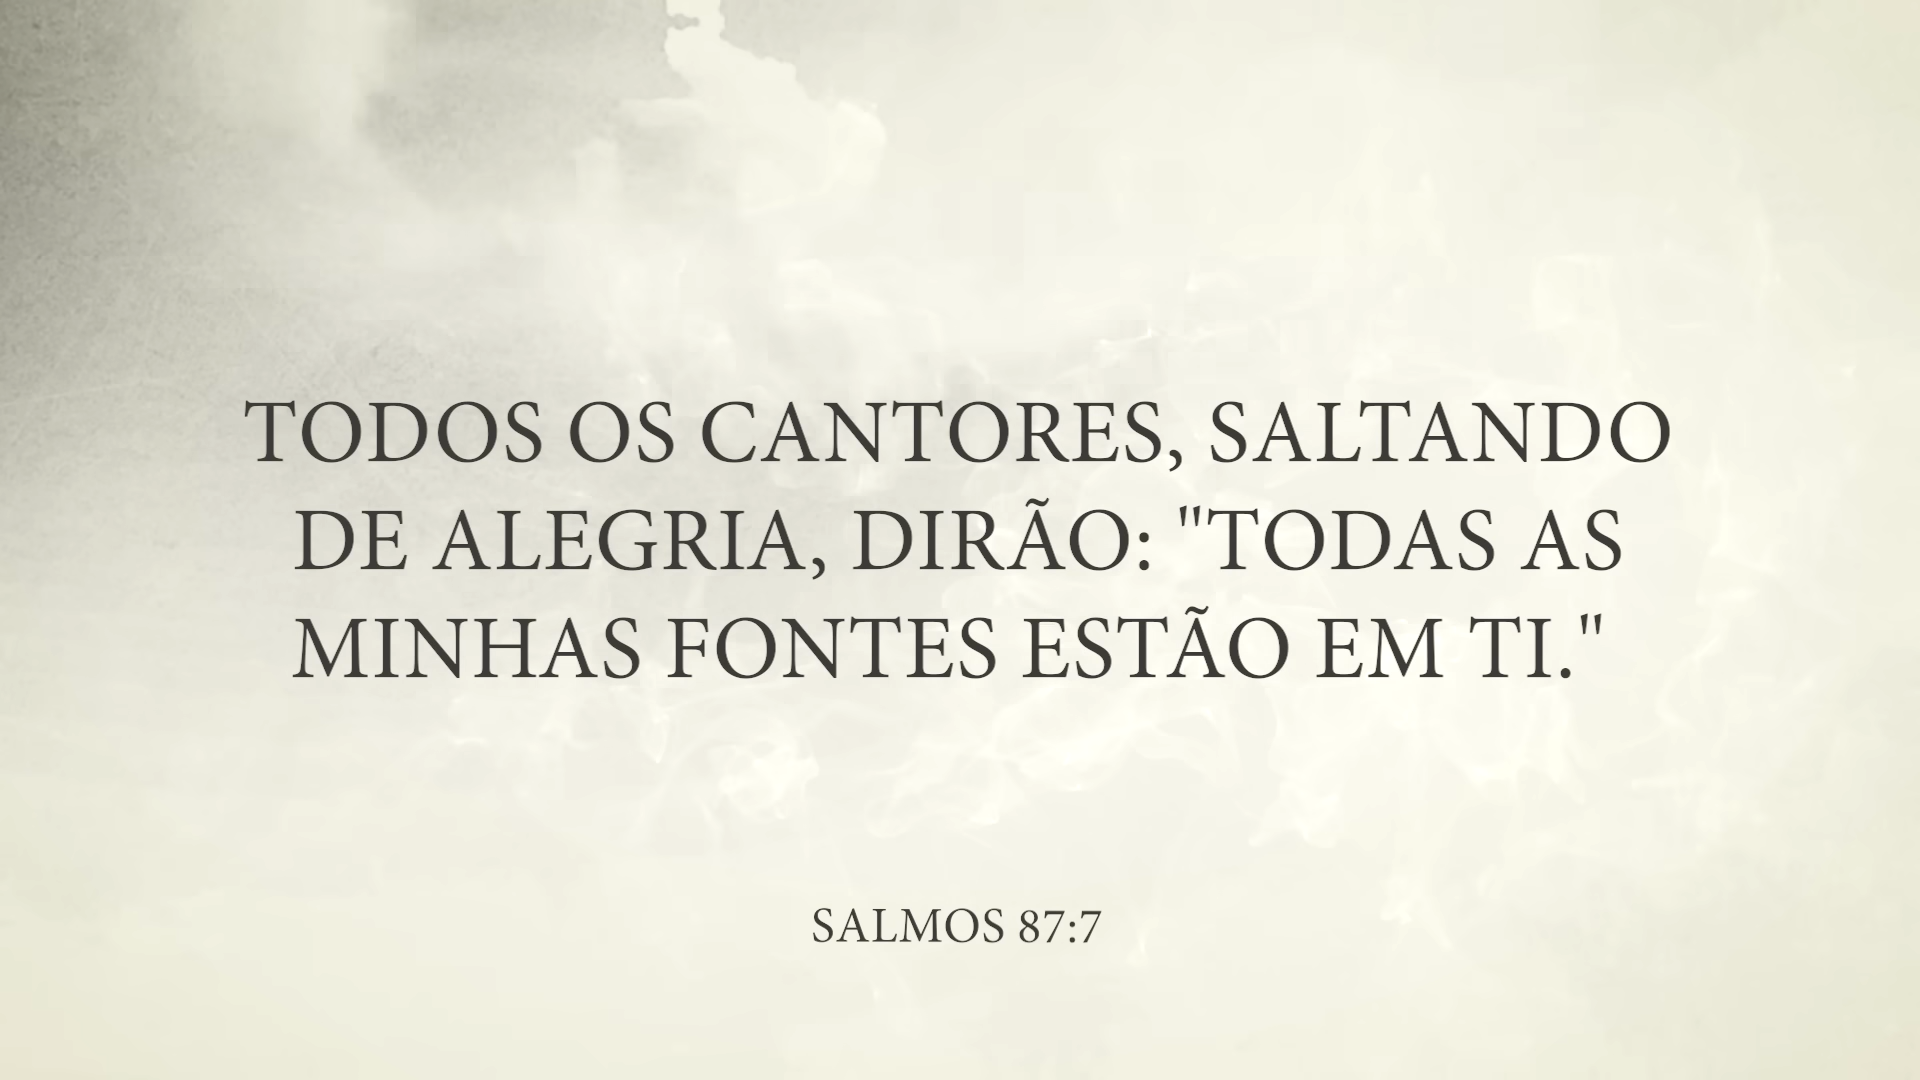 TODOS OS CANTORES, SALTANDO
DE ALEGRIA, DIRÃO: "TODAS AS
MINHAS FONTES ESTÃO EM TI."
SALMOS 87:7